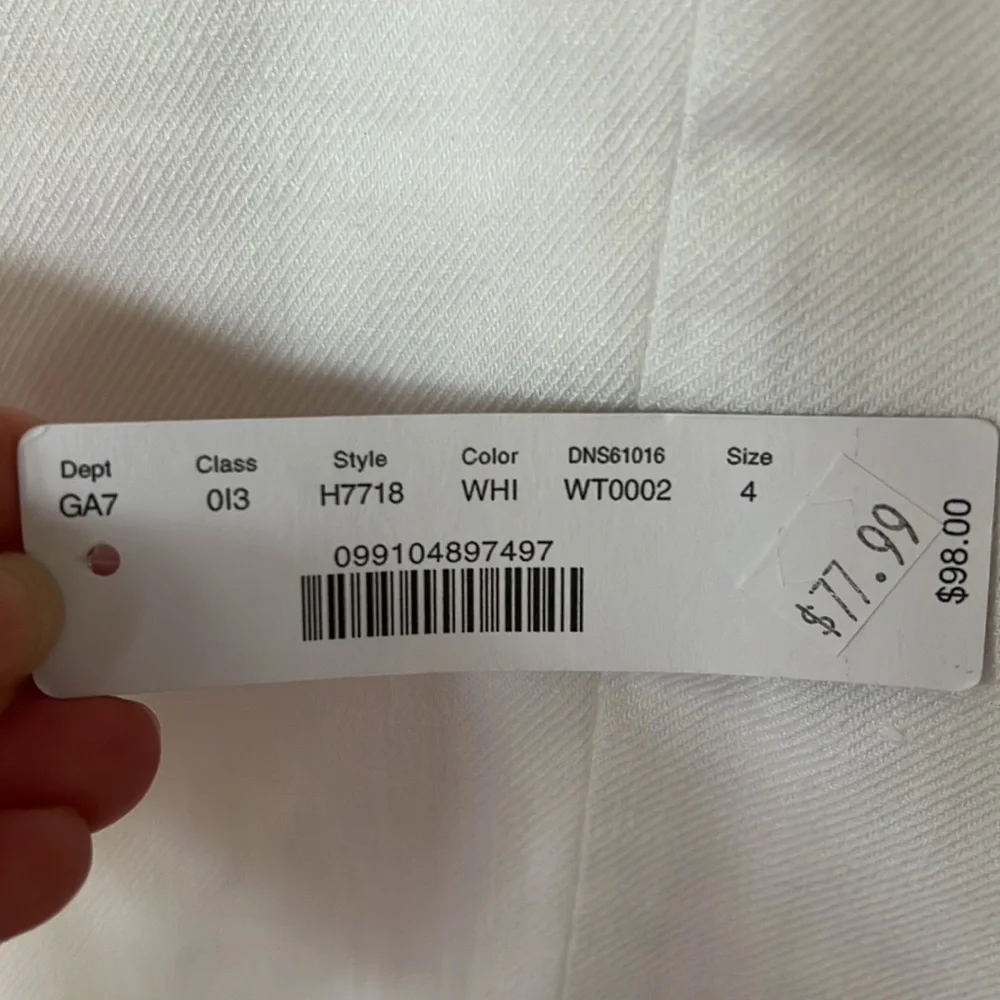 Dept Class Style Color DNS61016 Size
GA7 0I3 H7718 WHI WT0002 4
099104897497
$77.99
$98.00